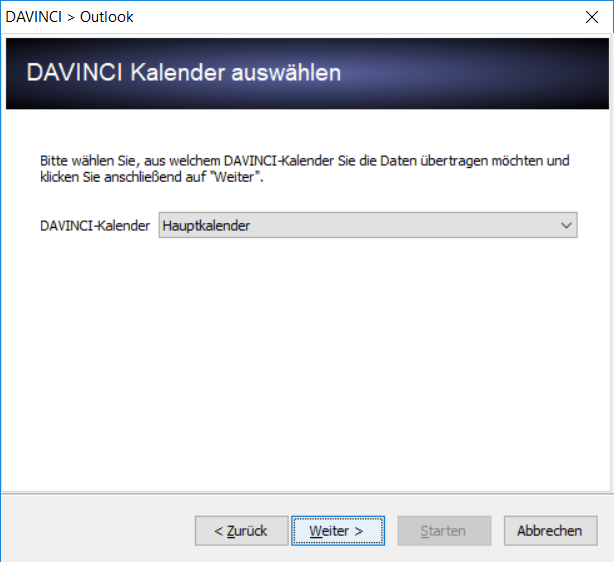 DAVINCI > Outlook
DAVINCI Kalender auswählen
Bitte wählen Sie, aus welchem DAVINCI-Kalender Sie die Daten übertragen möchten und
klicken Sie anschließend auf "Weiter".
DAVINCI-Kalender Hauptkalender
< Zurück Weiter > Starten Abbrechen